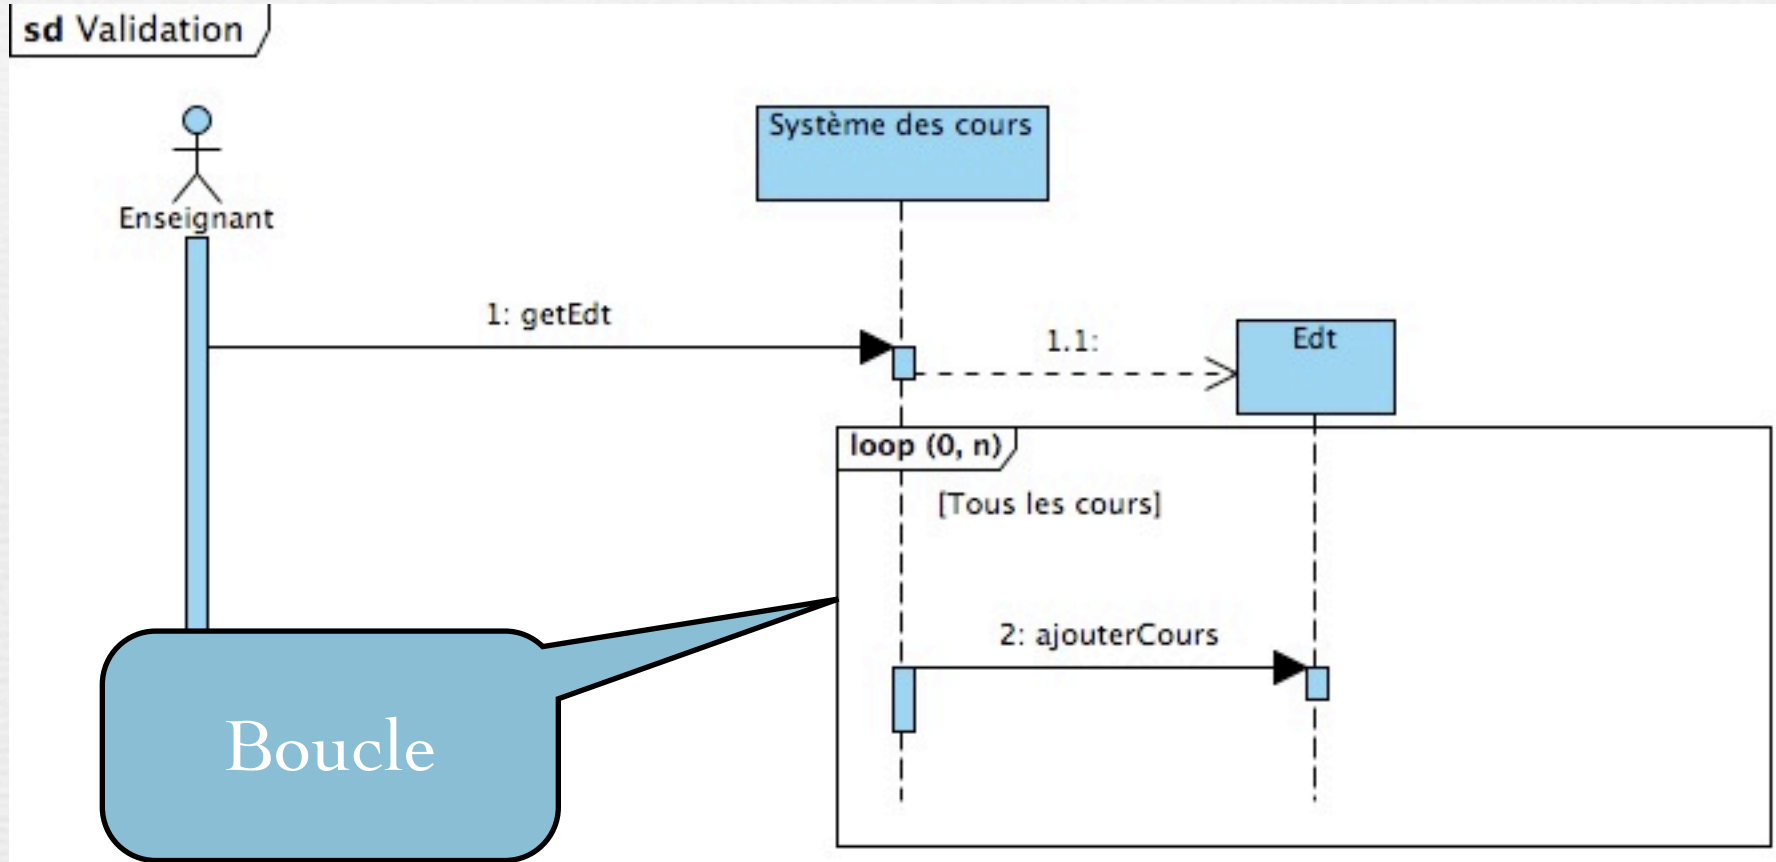 sd Validation
Système des cours
Enseignant
1: getEdt
1.1:
Edt
loop (0, n)
[Tous les cours]
2: ajouterCours
Boucle